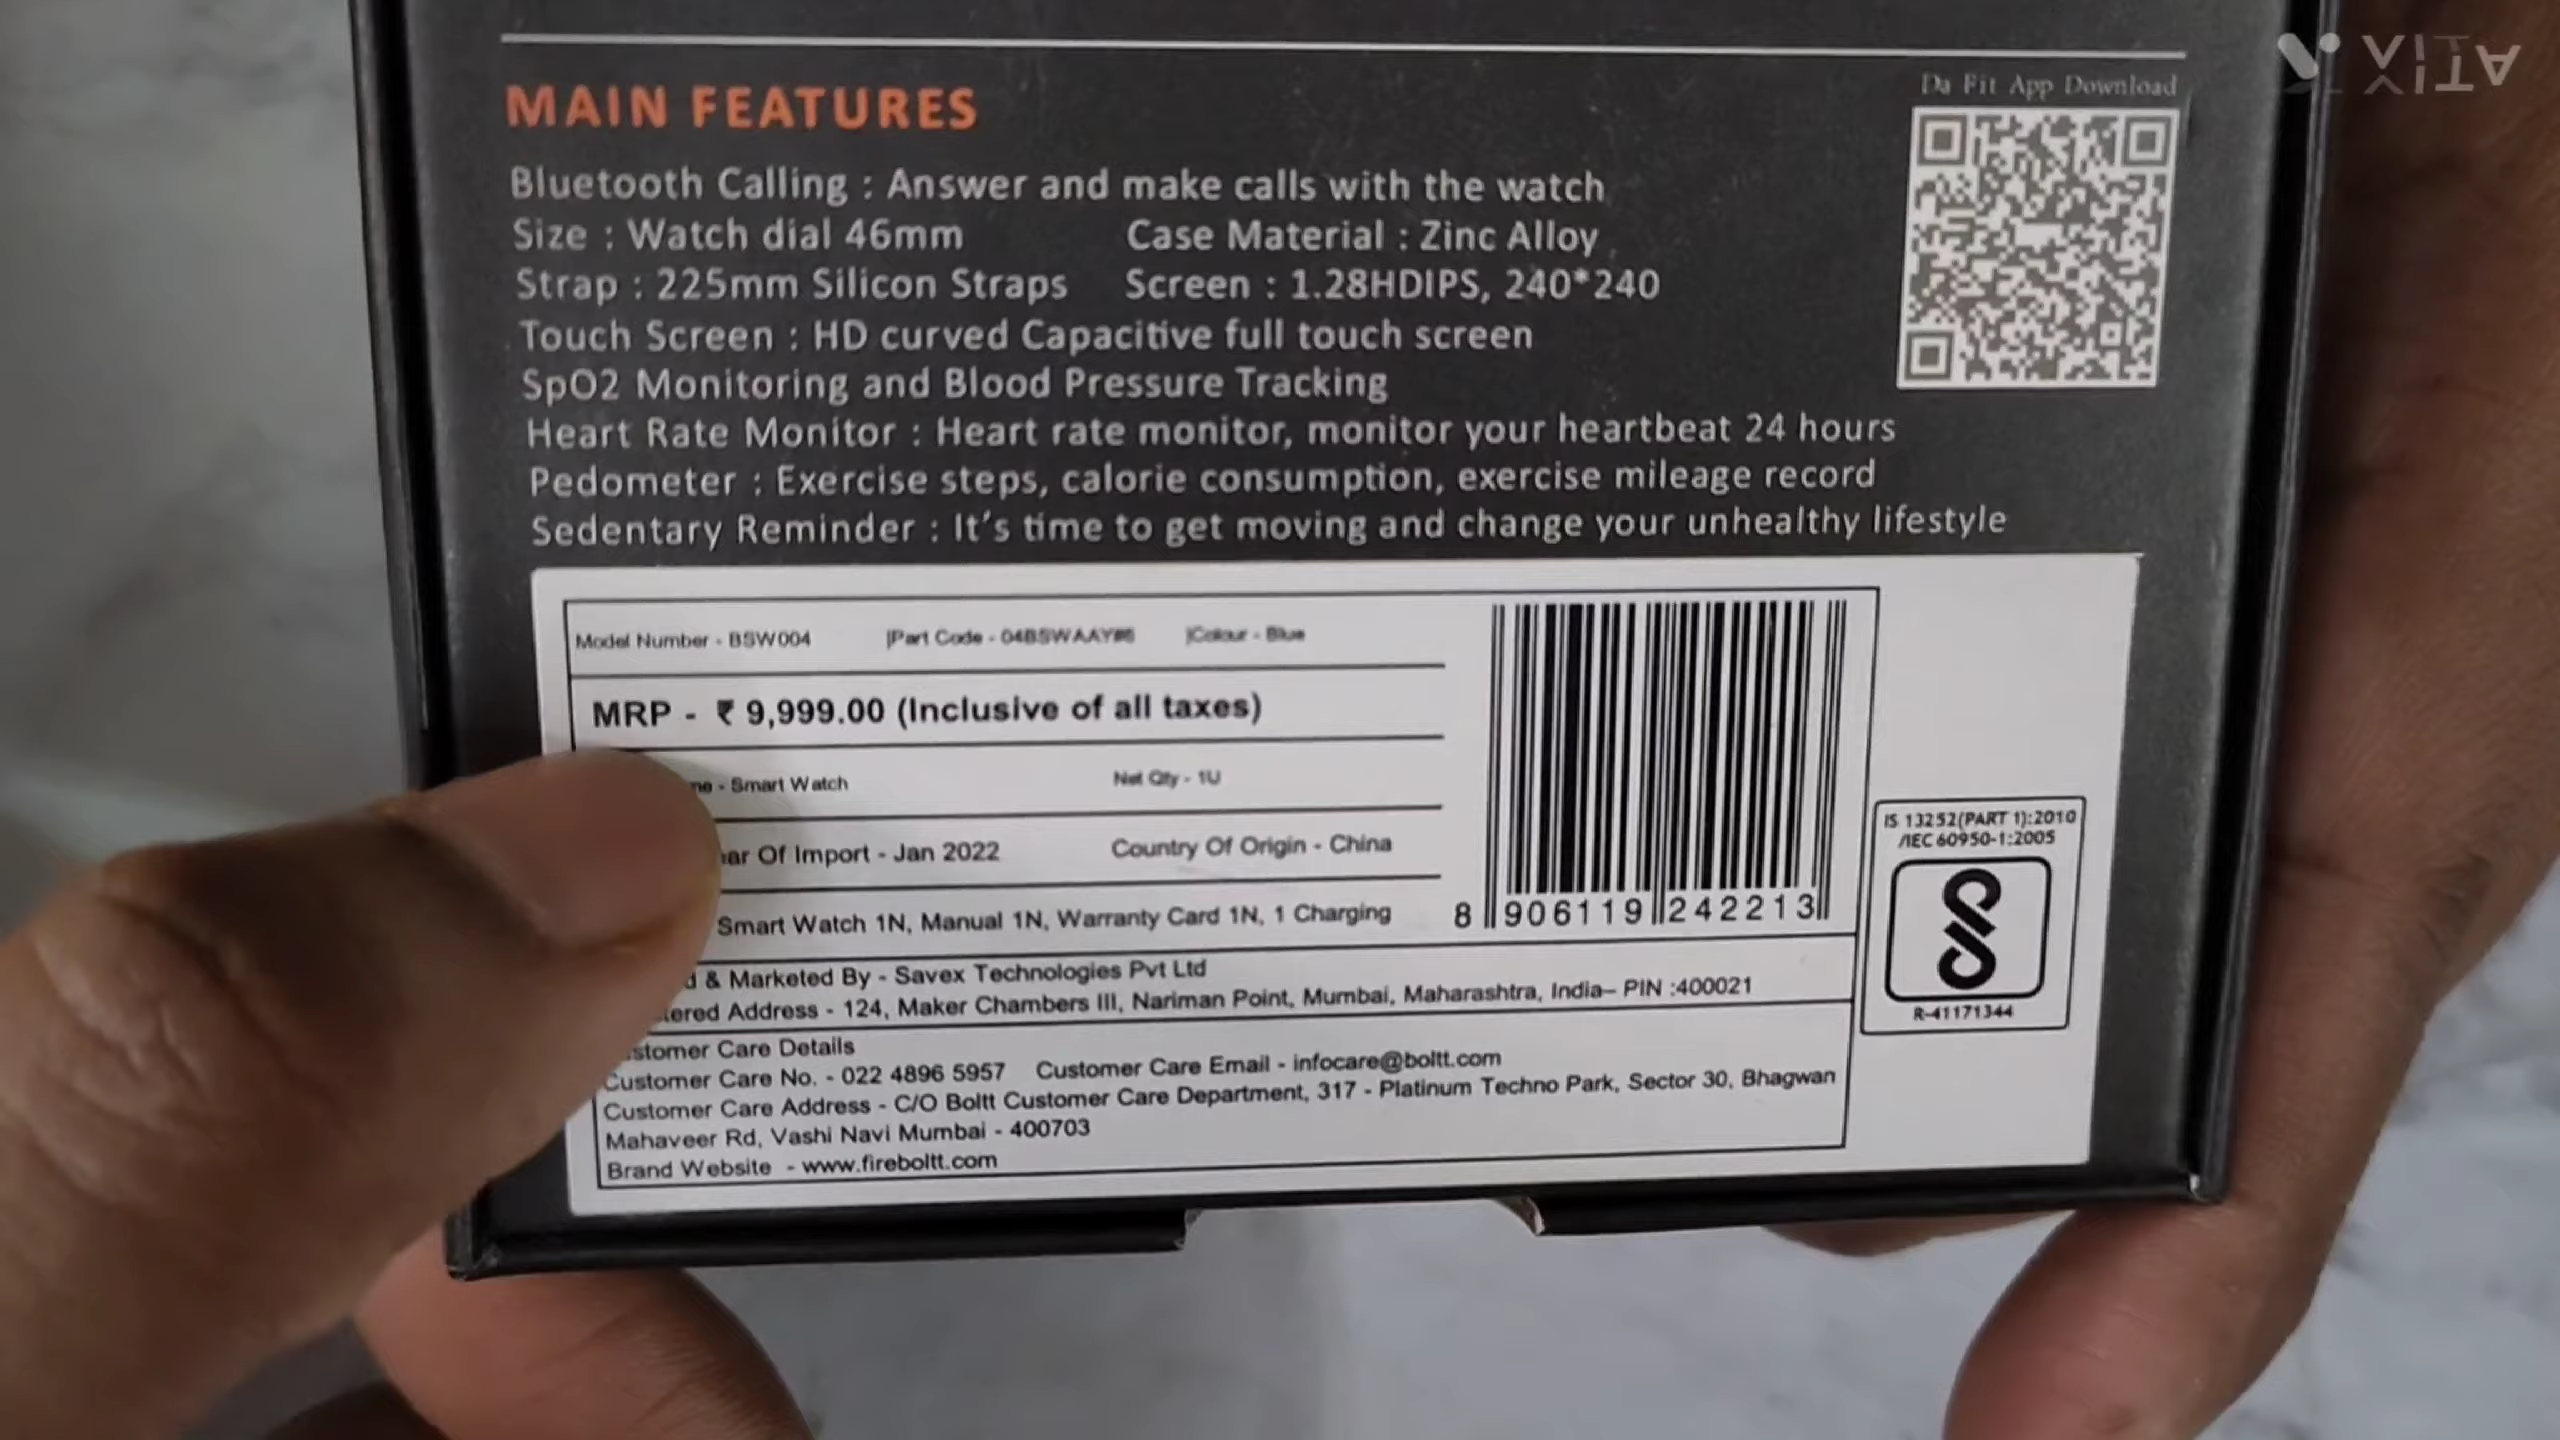 Da Fit App Download
MAIN FEATURES
Bluetooth Calling : Answer and make calls with the watch
Size : Watch dial 46mm Case Material : Zinc Alloy
Strap : 225mm Silicon Straps Screen : 1.28HDIPS, 240*240
Touch Screen : HD curved Capacitive full touch screen
SpO2 Monitoring and Blood Pressure Tracking
Heart Rate Monitor : Heart rate monitor, monitor your heartbeat 24 hours
Pedometer : Exercise steps, calorie consumption, exercise mileage record
Sedentary Reminder : It's time to get moving and change your unhealthy lifestyle
Model Number - BSW004 |Part Code - |Colour - Blue
MRP - ₹ 9,999.00 (Inclusive of all taxes)
- Smart Watch Net Qty - 1U
Of Import - Jan 2022 Country Of Origin - China
Smart Watch 1N, Manual 1N, Warranty Card 1N, 1 Charging
8 906119 242213
& Marketed By - Savex Technologies Pvt Ltd
Address - 124, Maker Chambers III, Nariman Point, Mumbai, Maharashtra, India– PIN :400021
Care Details
Customer Care No. - 022 4896 5957 Customer Care Email - infocare@boltt.com
Customer Care Address - C/O Boltt Customer Care Department, 317 - Platinum Techno Park, Sector 30, Bhagwan
Mahaveer Rd, Vashi Navi Mumbai - 400703
Brand Website - www.fireboltt.com
IS 13252(PART 1):2010
/IEC 60950-1:2005
R-41171344